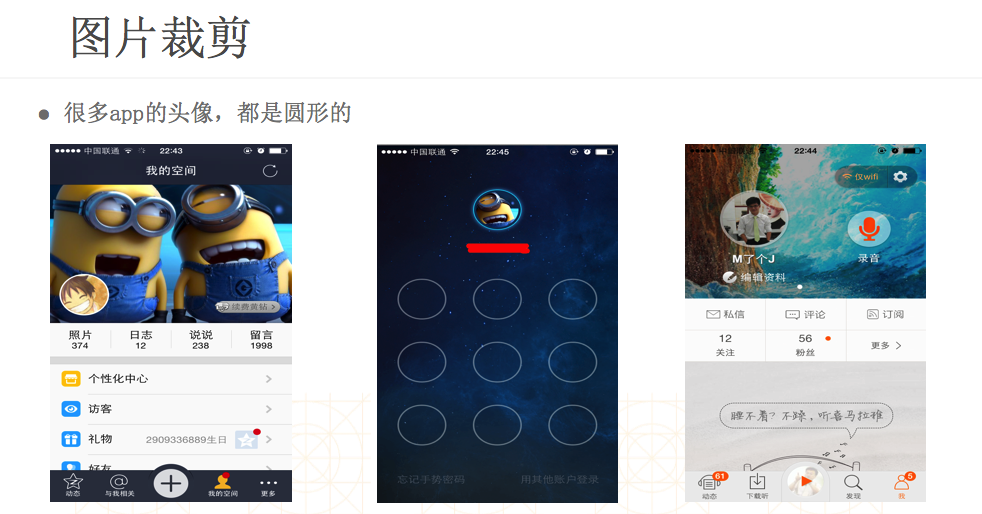 图片裁剪
● 很多app的头像，都是圆形的
中国联通 22:43
我的空间
续费黄钻 >
照片 日志 说说 留言
374 12 238 1998
个性化中心
访客
礼物 2909336889生日
好友
动态 与我相关 我的空间 更多
中国联通 22:45
忘记手势密码 用其他账户登录
22:44
仅wifi
M了个J
录音
编辑资料
私信 评论 订阅
12 56
关注 粉丝 更多 >
睡不着？不踩，听喜马拉雅
61 5
动态 下载听 发现 我